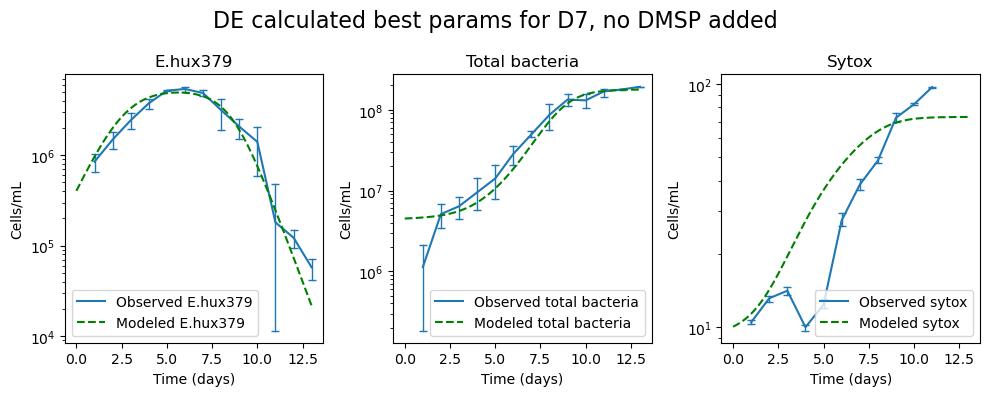 DE calculated best params for D7, no DMSP added
E.hux379
Cells/mL
10^6
10^5
10^4
Observed E.hux379
Modeled E.hux379
0.0 2.5 5.0 7.5 10.0 12.5
Time (days)
Total bacteria
Cells/mL
10^8
10^7
10^6
Observed total bacteria
Modeled total bacteria
0.0 2.5 5.0 7.5 10.0 12.5
Time (days)
Sytox
Cells/mL
10^2
10^1
Observed sytox
Modeled sytox
0.0 2.5 5.0 7.5 10.0 12.5
Time (days)